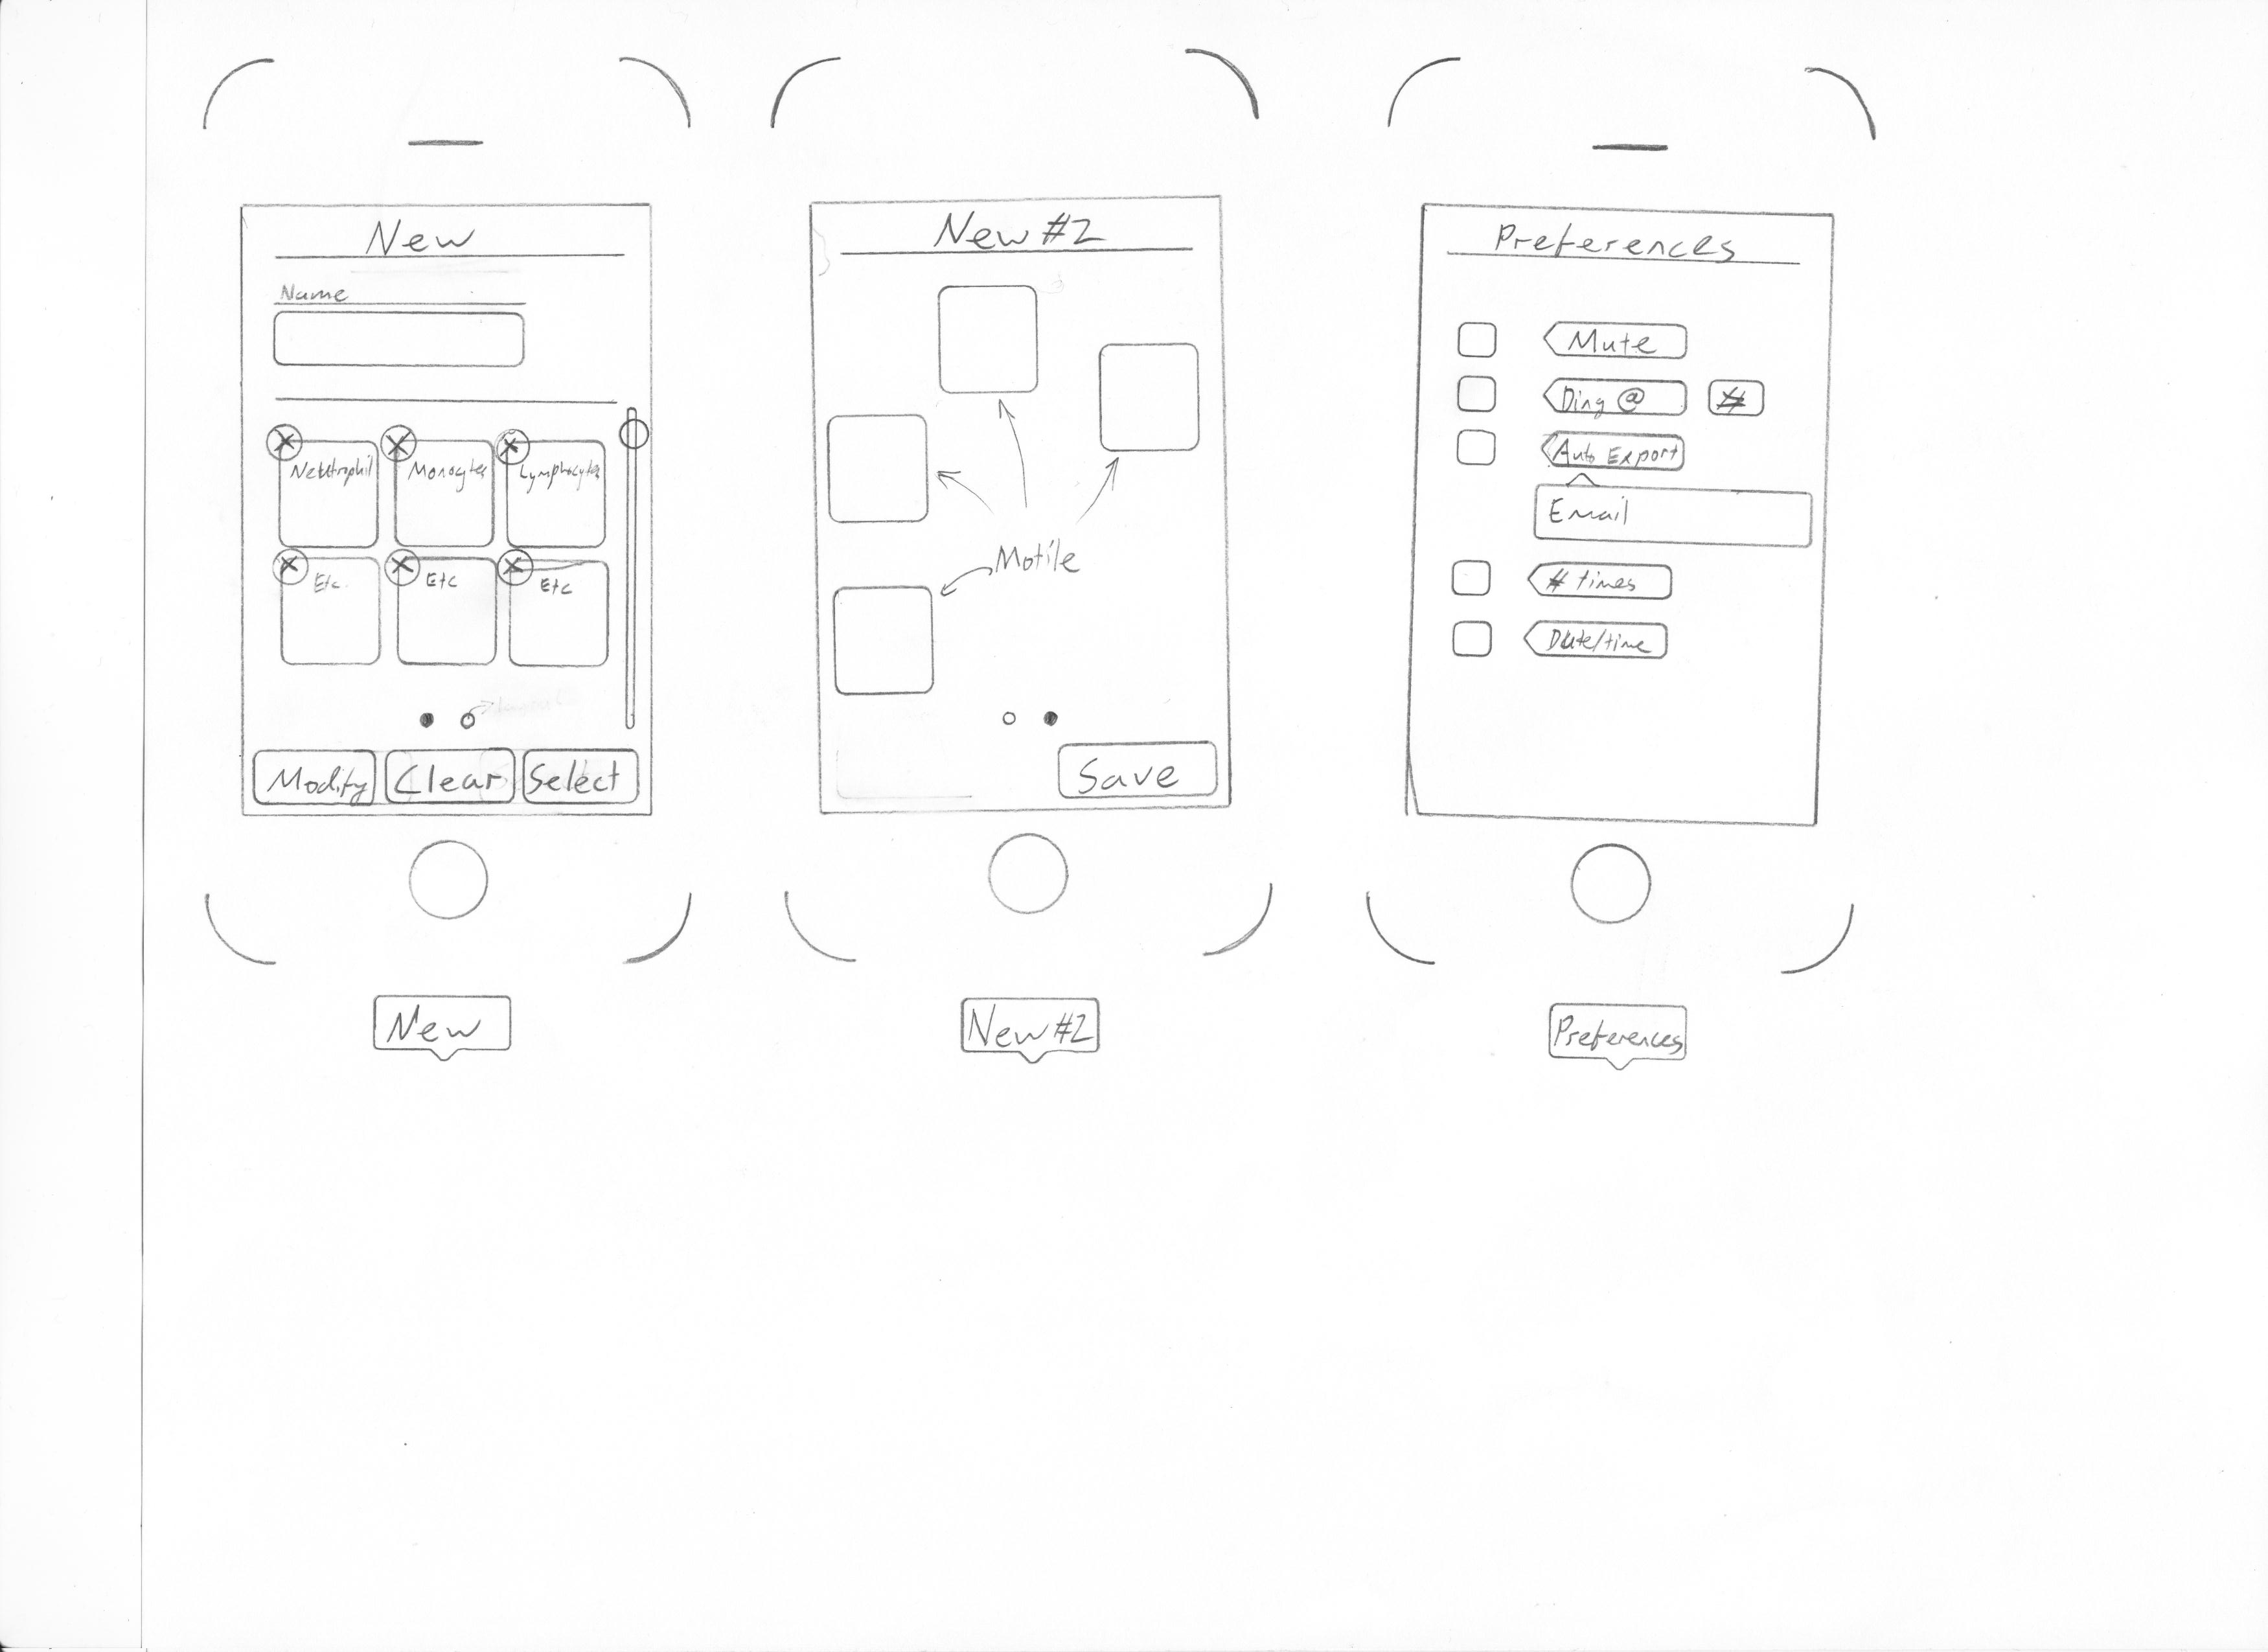 New
Name
Neutrophil
Monocytes
Lymphocytes
Etc.
Etc
Etc
Modify
Clear
Select
New
New #2
Motile
Save
New #2
Preferences
Mute
Ding @
#
Auto Export
Email
# times
Date/time
Preferences